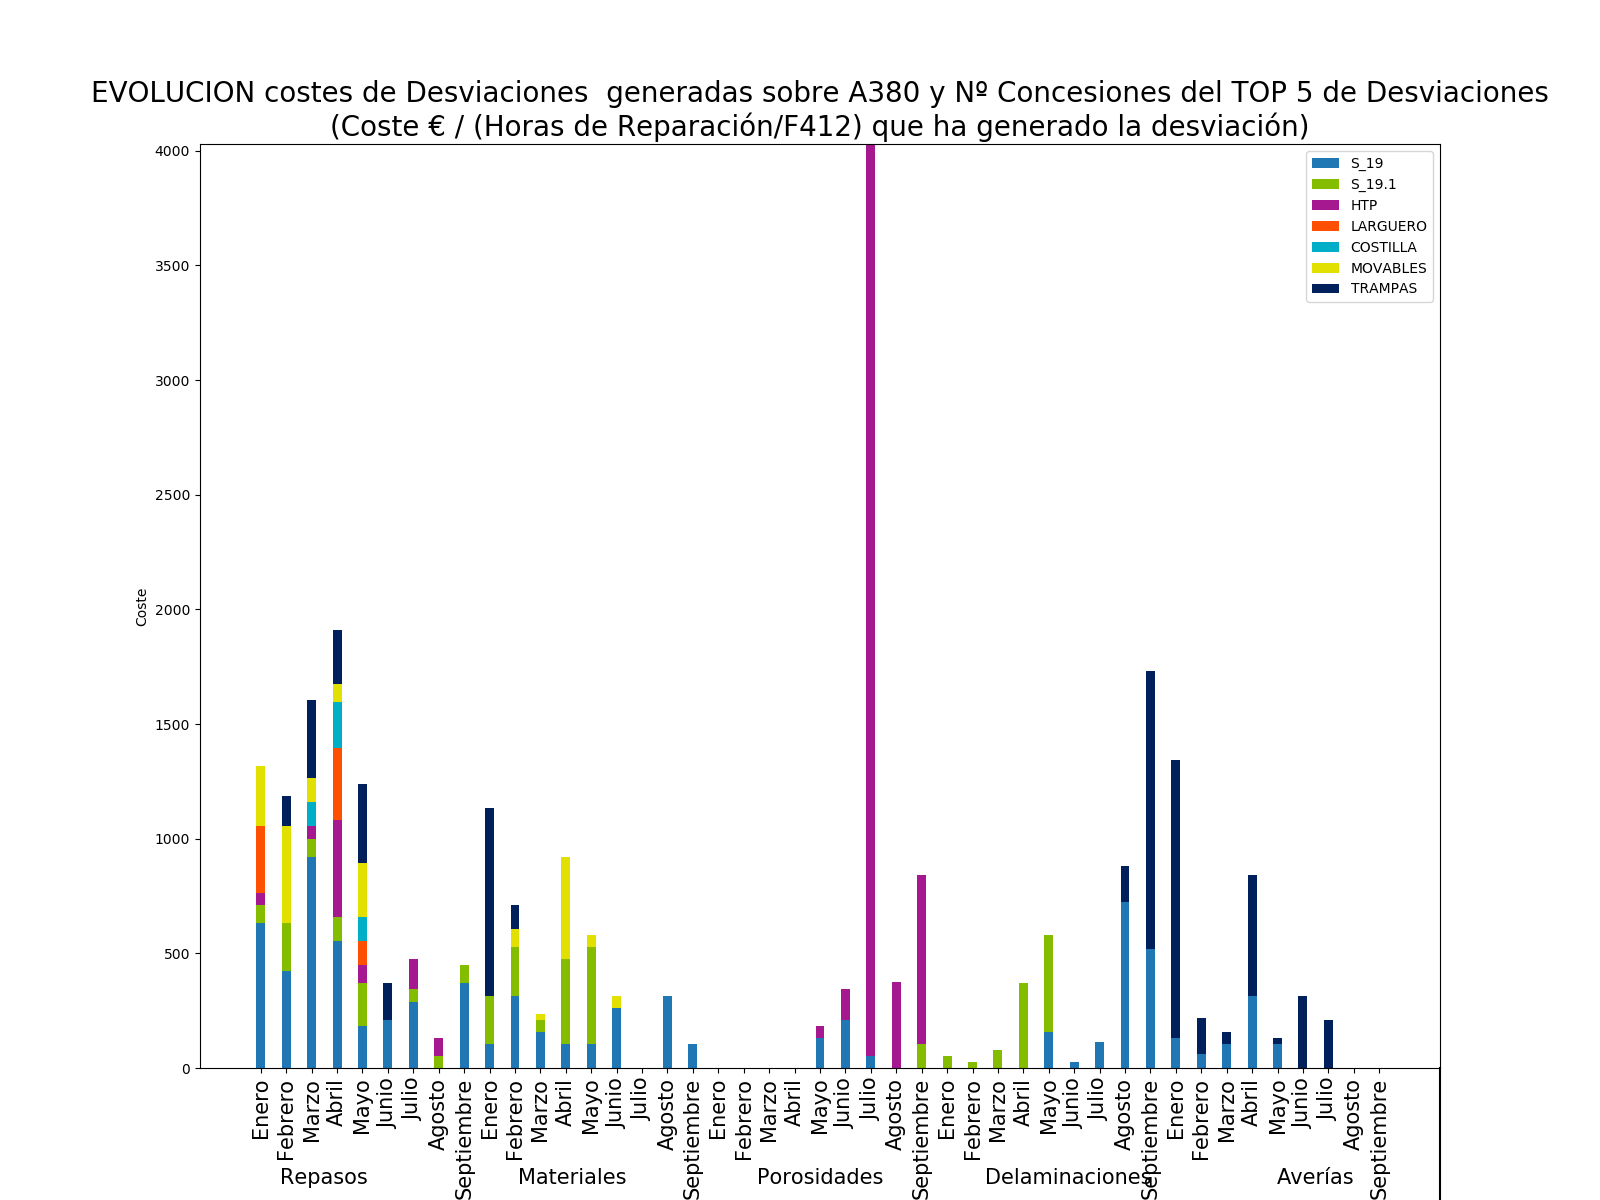 EVOLUCION costes de Desviaciones  generadas sobre A380 y Nº Concesiones del TOP 5 de Desviaciones
(Coste € / (Horas de Reparación/F412) que ha generado la desviación)
4000
3500
3000
2500
2000
1500
1000
500
0
Coste
S_19
S_19.1
HTP
LARGUERO
COSTILLA
MOVABLES
TRAMPAS
Enero
Febrero
Marzo
Abril
Mayo
Junio
Julio
Agosto
Septiembre
Enero
Febrero
Marzo
Abril
Mayo
Junio
Julio
Agosto
Septiembre
Enero
Febrero
Marzo
Abril
Mayo
Junio
Julio
Agosto
Septiembre
Enero
Febrero
Marzo
Abril
Mayo
Junio
Julio
Agosto
Septiembre
Enero
Febrero
Marzo
Abril
Mayo
Junio
Julio
Agosto
Septiembre
Repasos
Materiales
Porosidades
Delaminaciones
Averías